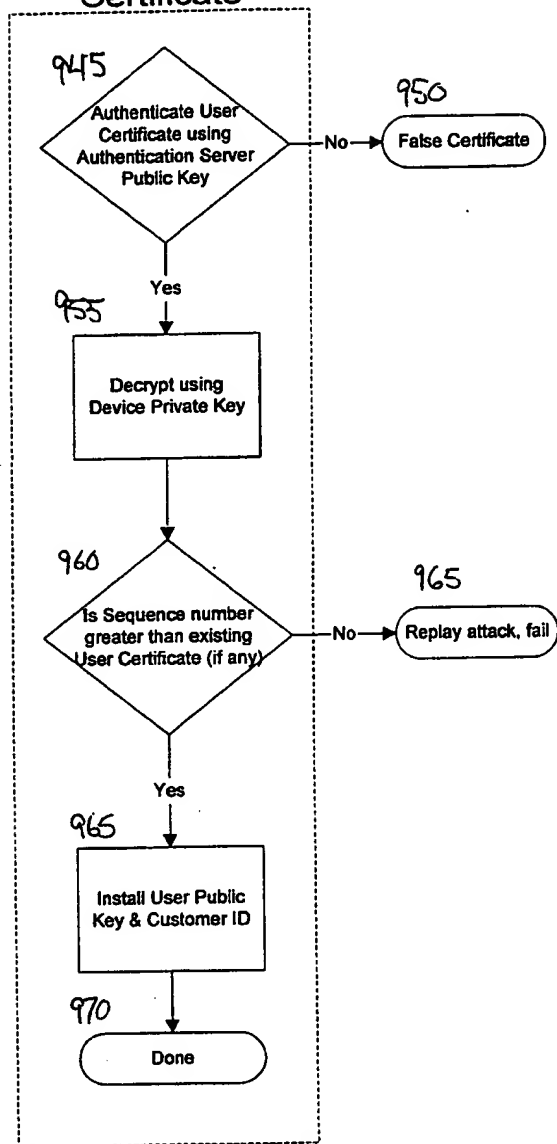 Certificate
945
Authenticate User
Certificate using
Authentication Server
Public Key
No
950
False Certificate
Yes
955
Decrypt using
Device Private Key
960
Is Sequence number
greater than existing
User Certificate (if any)
No
965
Replay attack, fail
Yes
965
Install User Public
Key & Customer ID
970
Done